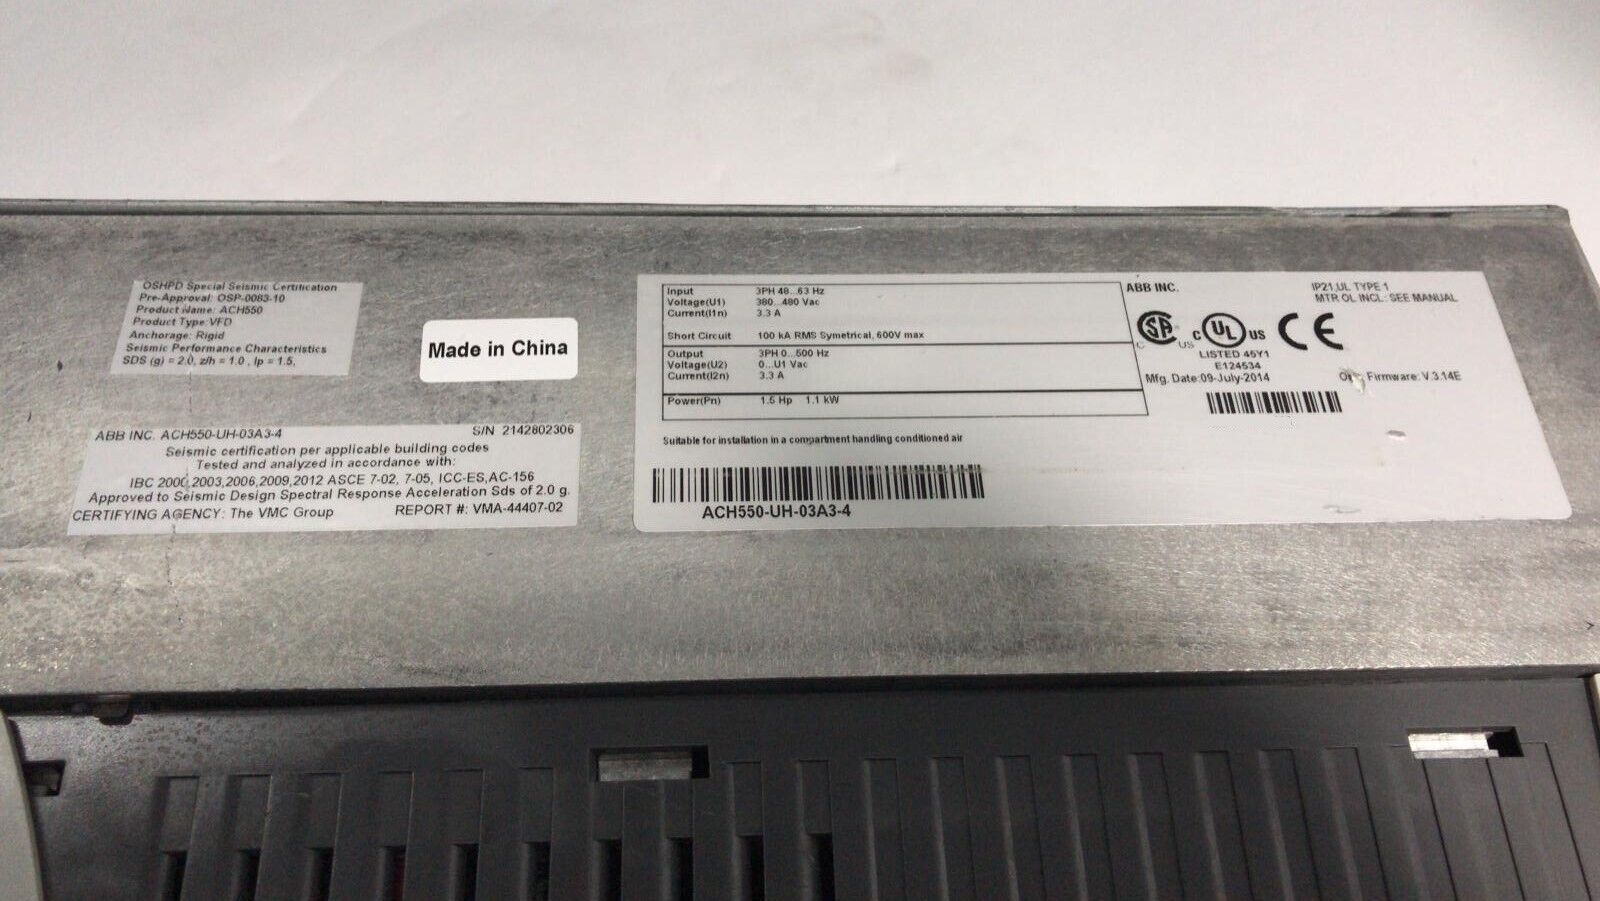 OSHPD Special Seismic Certification
Pre-Approval: OSP-0083-10
Product Name: ACH550
Product Type: VFD
Anchorage: Rigid
Seismic Performance Characteristics
SDS (g) = 2.0, z/h = 1.0 , Ip = 1.5,
Made in China
ABB INC. ACH550-UH-03A3-4 S/N 2142802306
Seismic certification per applicable building codes
Tested and analyzed in accordance with:
IBC 2000,2003,2006,2009,2012 ASCE 7-02, 7-05, ICC-ES,AC-156
Approved to Seismic Design Spectral Response Acceleration Sds of 2.0 g.
CERTIFYING AGENCY: The VMC Group REPORT #: VMA-44407-02
Input 3PH 48...63 Hz
Voltage(U1) 380...480 Vac
Current(I1n) 3.3 A
Short Circuit 100 kA RMS Symetrical, 600V max
Output 3PH 0...500 Hz
Voltage(U2) 0...U1 Vac
Current(I2n) 3.3 A
Power(Pn) 1.5 Hp 1.1 kW
Suitable for installation in a compartment handling conditioned air
ACH550-UH-03A3-4
ABB INC.
IP21,UL TYPE 1
MTR OL INCL: SEE MANUAL
C SA US
C UL US
CE
LISTED 45Y1
E124534
Mfg. Date:09-July-2014
Firmware: V.3.14E